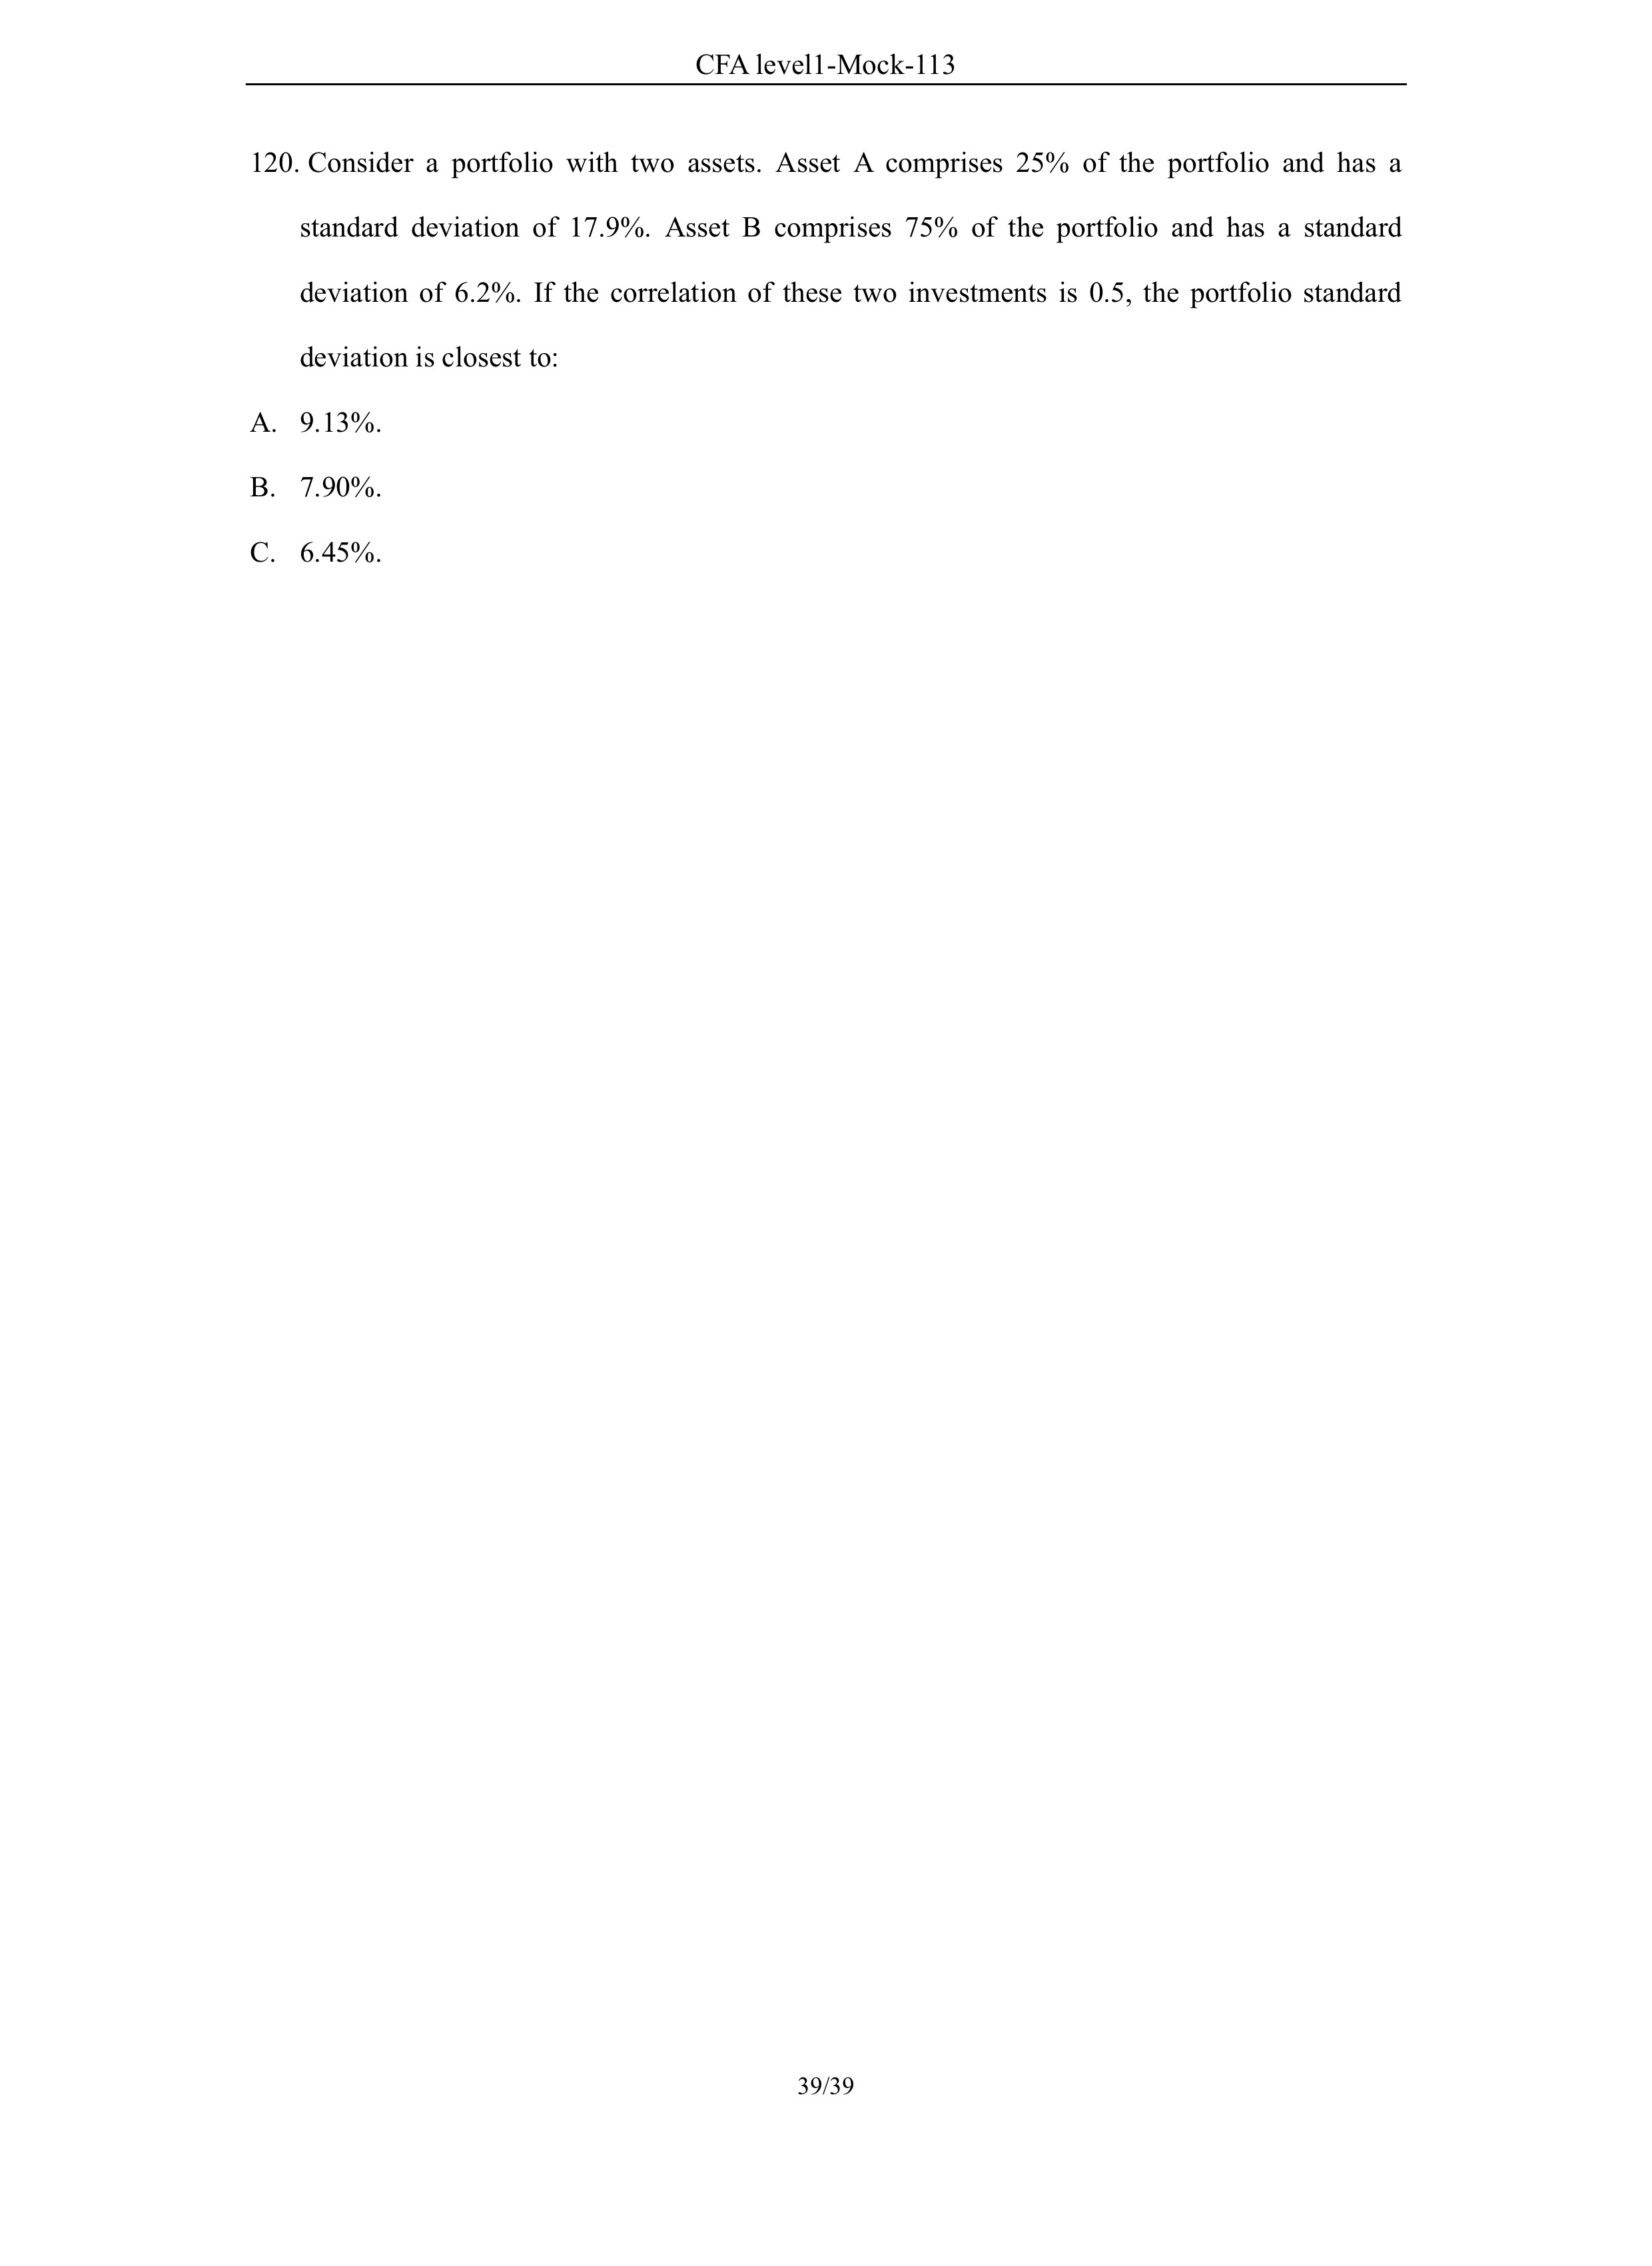 CFA level1-Mock-113
120. Consider a portfolio with two assets. Asset A comprises 25% of the portfolio and has a
standard deviation of 17.9%. Asset B comprises 75% of the portfolio and has a standard
deviation of 6.2%. If the correlation of these two investments is 0.5, the portfolio standard
deviation is closest to:
A. 9.13%.
B. 7.90%.
C. 6.45%.
39/39